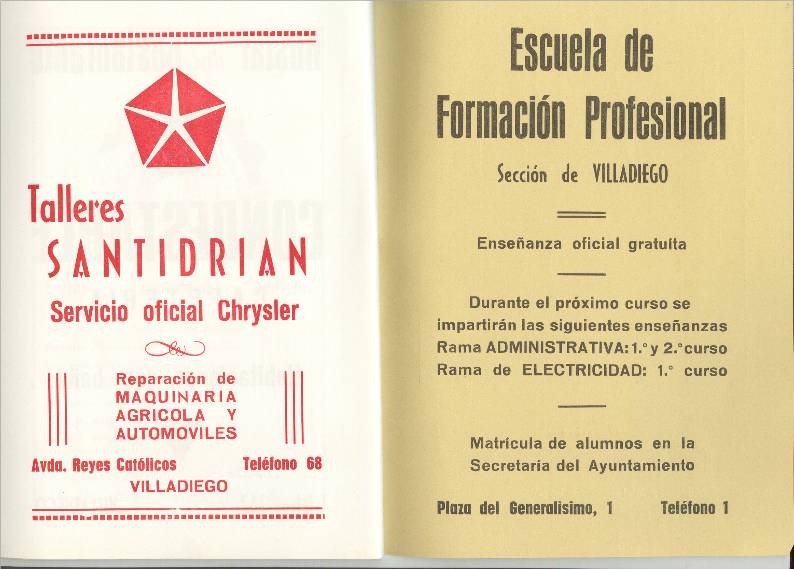 Talleres
SANTIDRIAN
Servicio oficial Chrysler
Reparación de
MAQUINARIA
AGRICOLA Y
AUTOMOVILES
Avda. Reyes Católicos Teléfono 68
VILLADIEGO
Escuela de
Formación Profesional
Sección de VILLADIEGO
Enseñanza oficial gratuíta
Durante el próximo curso se
impartirán las siguientes enseñanzas
Rama ADMINISTRATIVA: 1.º y 2.º curso
Rama de ELECTRICIDAD: 1.º curso
Matrícula de alumnos en la
Secretaría del Ayuntamiento
Plaza del Generalisimo, 1 Teléfono 1